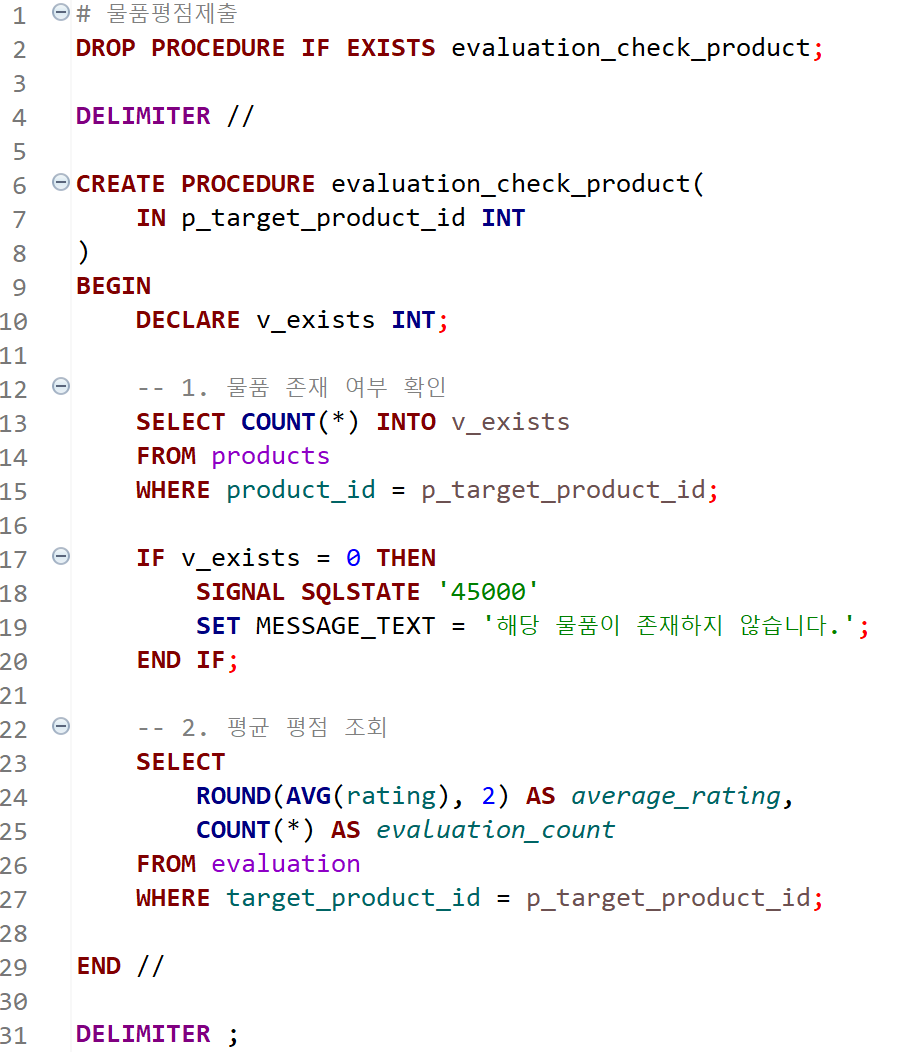 1 # 물품평점제출
2 DROP PROCEDURE IF EXISTS evaluation_check_product;
3
4 DELIMITER //
5
6 CREATE PROCEDURE evaluation_check_product(
7     IN p_target_product_id INT
8 )
9 BEGIN
10     DECLARE v_exists INT;
11
12     -- 1. 물품 존재 여부 확인
13     SELECT COUNT(*) INTO v_exists
14     FROM products
15     WHERE product_id = p_target_product_id;
16
17     IF v_exists = 0 THEN
18         SIGNAL SQLSTATE '45000'
19         SET MESSAGE_TEXT = '해당 물품이 존재하지 않습니다.';
20     END IF;
21
22     -- 2. 평균 평점 조회
23     SELECT
24         ROUND(AVG(rating), 2) AS average_rating,
25         COUNT(*) AS evaluation_count
26     FROM evaluation
27     WHERE target_product_id = p_target_product_id;
28
29 END //
30
31 DELIMITER ;